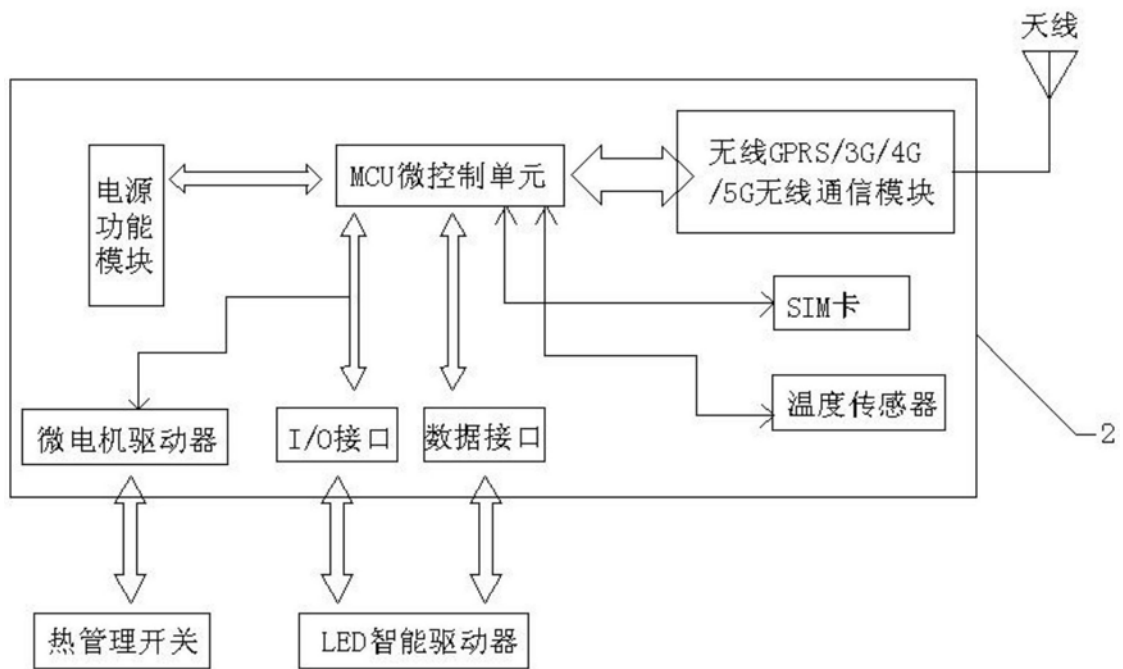 天线
电源
功能
模块
MCU微控制单元
无线GPRS/3G/4G
/5G无线通信模块
SIM卡
温度传感器
微电机驱动器
I/O接口
数据接口
2
热管理开关
LED智能驱动器